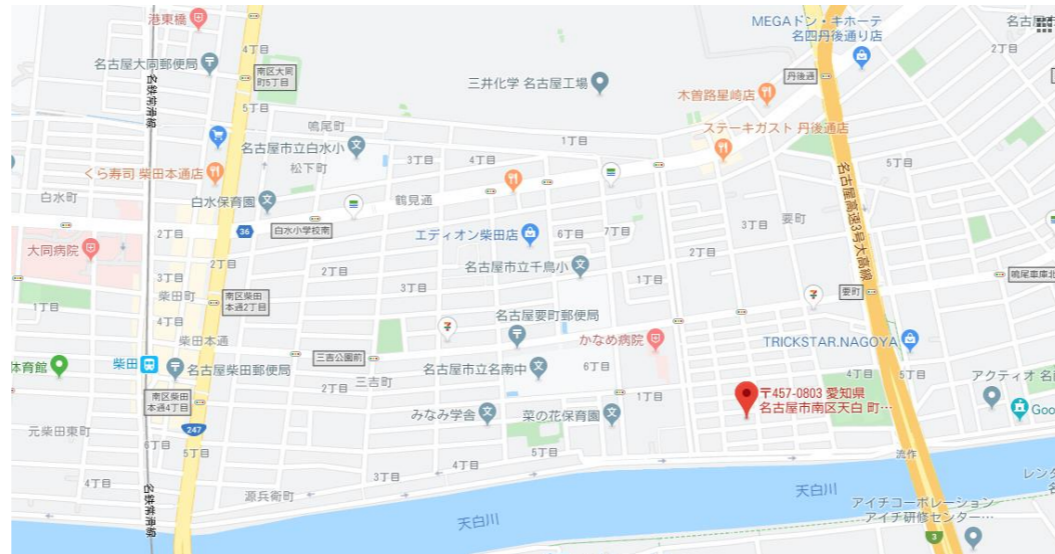 港東橋
MEGAドン・キホーテ
名四丹後通り店
名古屋
4丁目
名古屋大同郵便局
南区大同
町5丁目
2丁目
丹後通
三井化学 名古屋工場
木曽路星崎店
名鉄常滑線
5丁目
鳴尾町
1丁目
ステーキガスト 丹後通店
名古屋市立白水小
松下町
3丁目
4丁目
5丁目
くら寿司 柴田本通店
白水町
白水保育園
鶴見通
名古屋高速3号大高線
要町
3丁目
2丁目
36
白水小学校南
エディオン柴田店
6丁目
7丁目
大同病院
2丁目
2丁目
3丁目
名古屋市立千鳥小
2丁目
鳴尾車庫北
1丁目
柴田町
南区柴田
本通2丁目
3丁目
1丁目
要町
4丁目
名古屋要町郵便局
柴田本通
かなめ病院
TRICKSTAR.NAGOYA
体育館
柴田
三吉公園前
名古屋柴田郵便局
2丁目
三吉町
名古屋市立名南中
6丁目
4丁目
5丁目
アクティオ 名
南区柴田
本通4丁目
1丁目
〒457-0803 愛知県
名古屋市南区天白 町…
みなみ学舎
菜の花保育園
Goo
元柴田東町
247
6丁目
5丁目
5丁目
流作
4丁目
3丁目
4丁目
レンタ
源兵衛町
名鉄常滑線
天白川
天白川
アイチコーポレーション
アイチ研修センター…
3